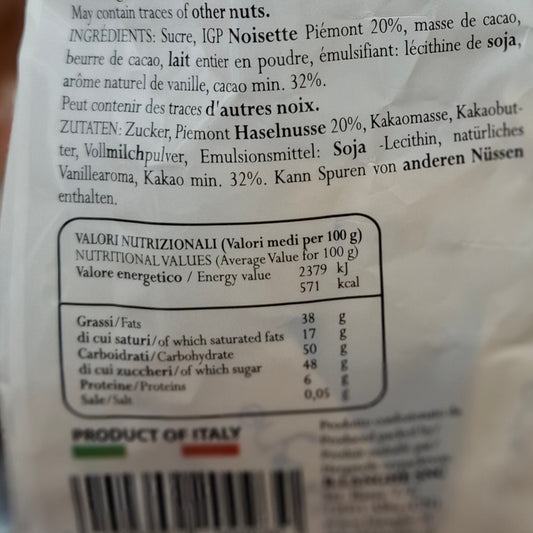 May contain traces of other nuts.
INGRÉDIENTS: Sucre, IGP Noisette Piémont 20%, masse de cacao,
beurre de cacao, lait entier en poudre, émulsifiant: lécithine de soja,
arôme naturel de vanille, cacao min. 32%.
Peut contenir des traces d'autres noix.
ZUTATEN: Zucker, Piemont Haselnusse 20%, Kakaomasse, Kakaobut-
ter, Vollmilchpulver, Emulsionsmittel: Soja -Lecithin, natürliches
Vanillearoma, Kakao min. 32%. Kann Spuren von anderen Nüssen
enthalten.
VALORI NUTRIZIONALI (Valori medi per 100 g)
NUTRITIONAL VALUES (Average Value for 100 g)
Valore energetico / Energy value 2379 kJ
571 kcal
Grassi/Fats 38 g
di cui saturi/of which saturated fats 17 g
Carboidrati/Carbohydrate 50 g
di cui zuccheri/of which sugar 48 g
Proteine/Proteins 6 g
Sale/Salt 0,05 g
PRODUCT OF ITALY